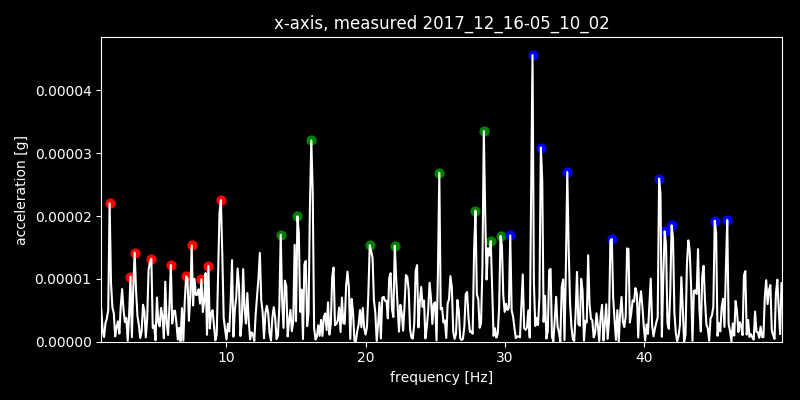 x-axis, measured 2017_12_16-05_10_02
acceleration [g]
0.00004
0.00003
0.00002
0.00001
0.00000
10 20 30 40
frequency [Hz]